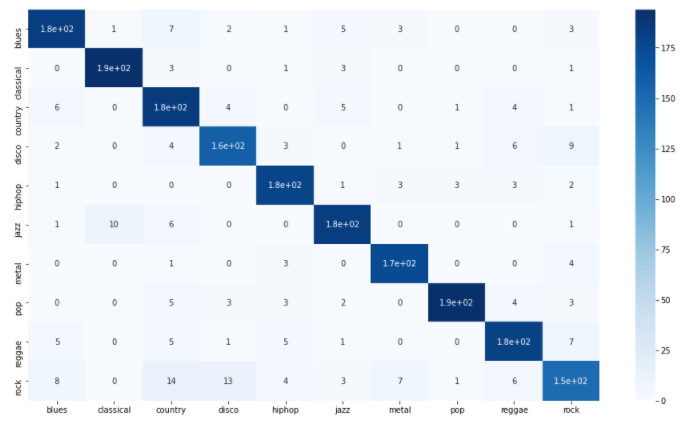 blues 1.8e+02 1 7 2 1 5 3 0 0 3
classical 0 1.9e+02 3 0 1 3 0 0 0 1
country 6 0 1.8e+02 4 0 5 0 1 4 1
disco 2 0 4 1.6e+02 3 0 1 1 6 9
hiphop 1 0 0 0 1.8e+02 1 3 3 3 2
jazz 1 10 6 0 0 1.8e+02 0 0 0 1
metal 0 0 1 0 3 0 1.7e+02 0 0 4
pop 0 0 5 3 3 2 0 1.9e+02 4 3
reggae 5 0 5 1 5 1 0 0 1.8e+02 7
rock 8 0 14 13 4 3 7 1 6 1.5e+02
blues classical country disco hiphop jazz metal pop reggae rock
175
150
125
100
75
50
25
0